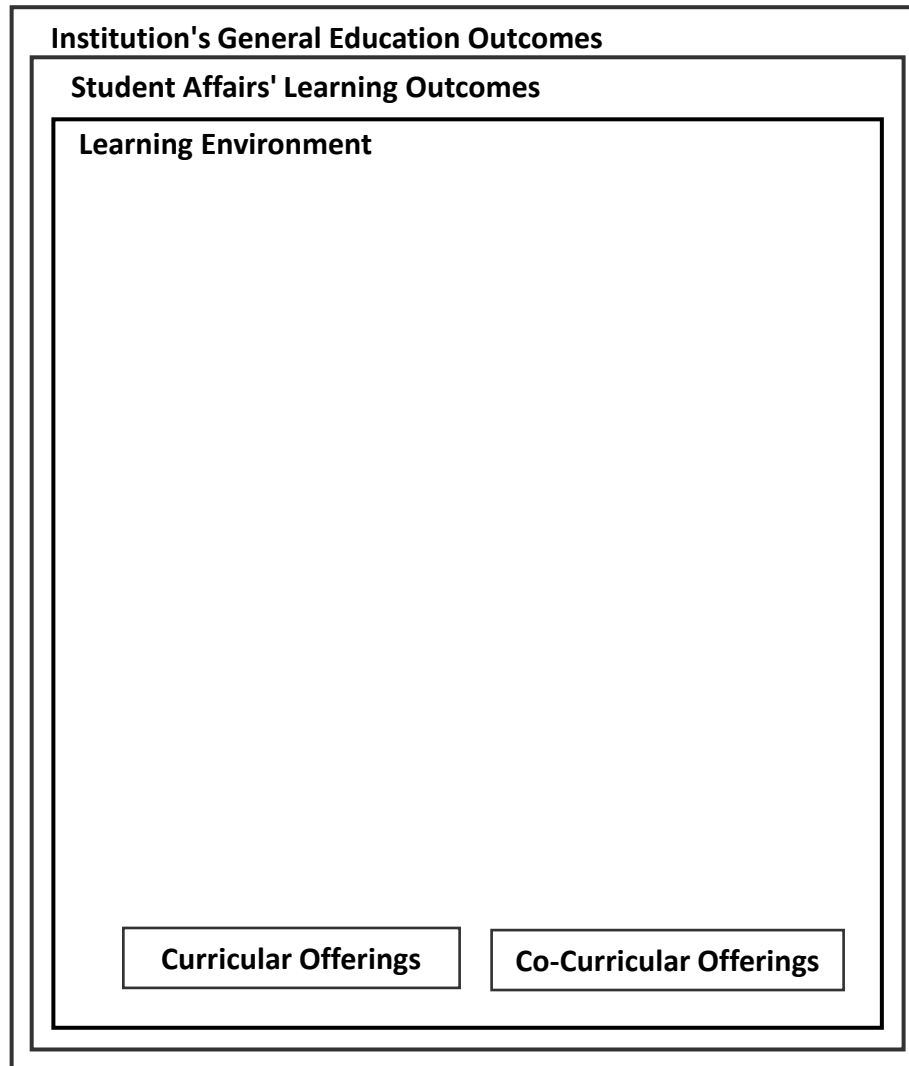 Institution's General Education Outcomes
Student Affairs' Learning Outcomes
Learning Environment
Curricular Offerings
Co-Curricular Offerings